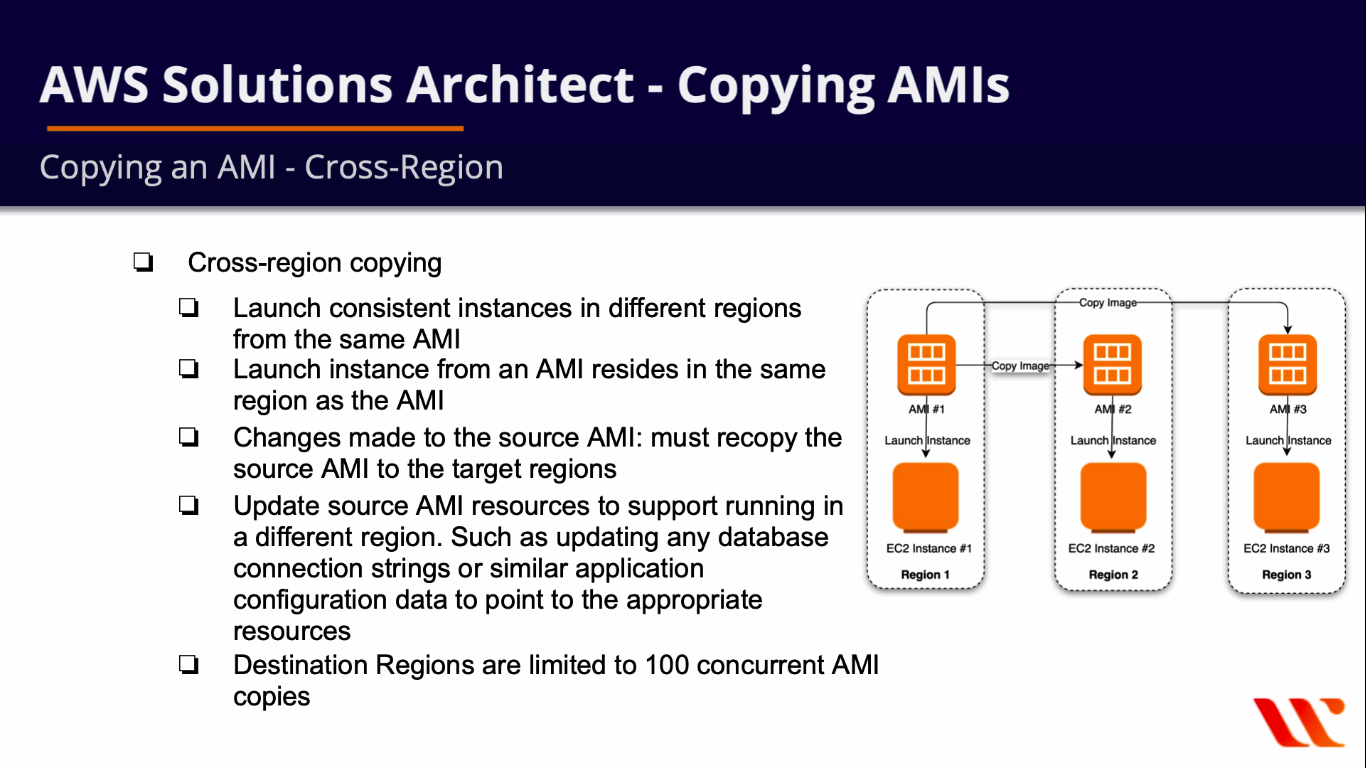 AWS Solutions Architect - Copying AMIs
Copying an AMI - Cross-Region
Cross-region copying
Launch consistent instances in different regions
from the same AMI
Launch instance from an AMI resides in the same
region as the AMI
Changes made to the source AMI: must recopy the
source AMI to the target regions
Update source AMI resources to support running in
a different region. Such as updating any database
connection strings or similar application
configuration data to point to the appropriate
resources
Destination Regions are limited to 100 concurrent AMI
copies
Copy Image
Copy Image
AMI #1
AMI #2
AMI #3
Launch Instance
Launch Instance
Launch Instance
EC2 Instance #1
EC2 Instance #2
EC2 Instance #3
Region 1
Region 2
Region 3